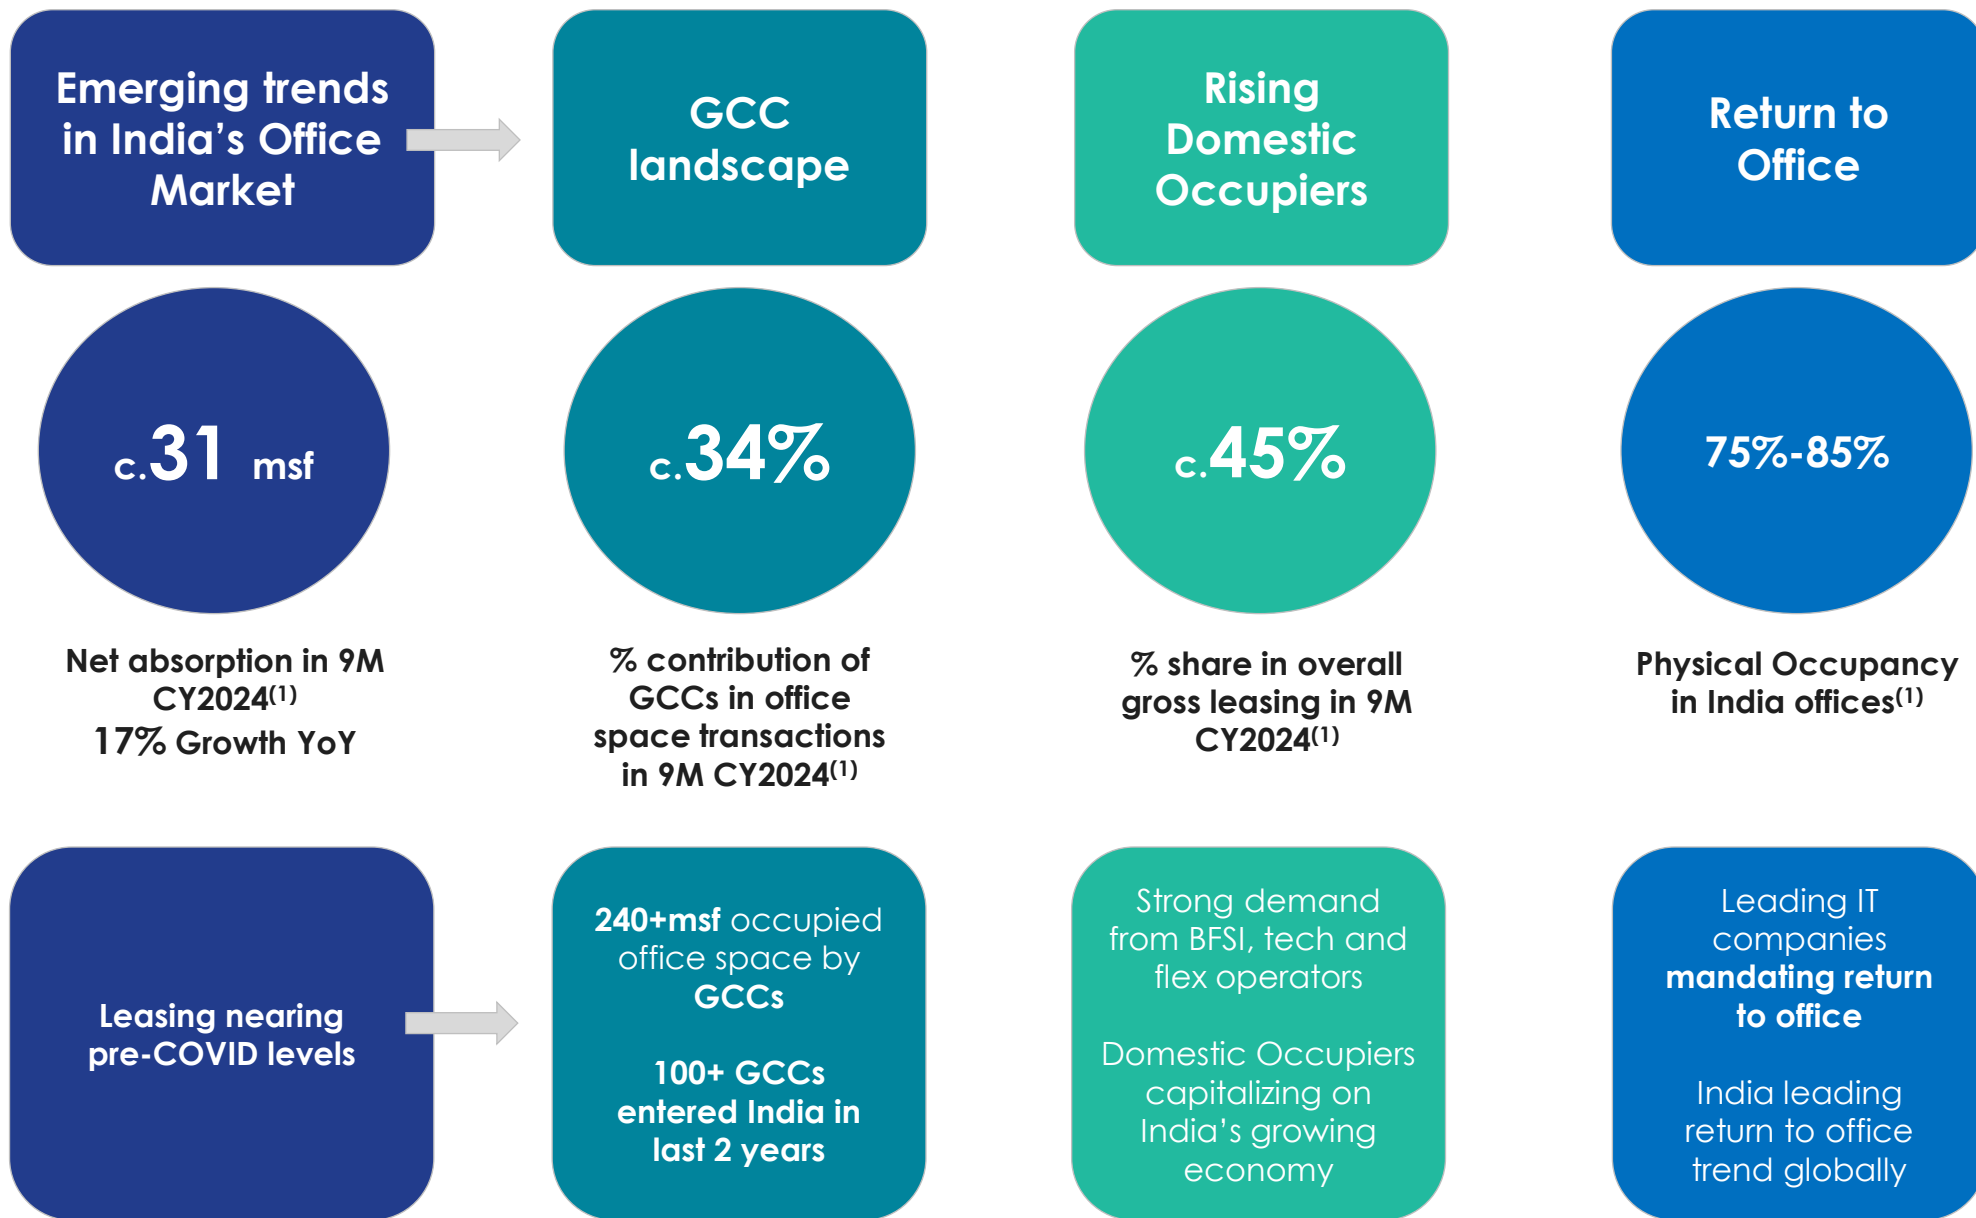 Emerging trends
in India’s Office
Market
GCC
landscape
Rising
Domestic
Occupiers
Return to
Office
c.31 msf
c.34%
c.45%
75%-85%
Net absorption in 9M
CY2024(1)
17% Growth YoY
% contribution of
GCCs in office
space transactions
in 9M CY2024(1)
% share in overall
gross leasing in 9M
CY2024(1)
Physical Occupancy
in India offices(1)
Leasing nearing
pre-COVID levels
240+msf occupied
office space by
GCCs
100+ GCCs
entered India in
last 2 years
Strong demand
from BFSI, tech and
flex operators
Domestic Occupiers
capitalizing on
India’s growing
economy
Leading IT
companies
mandating return
to office
India leading
return to office
trend globally